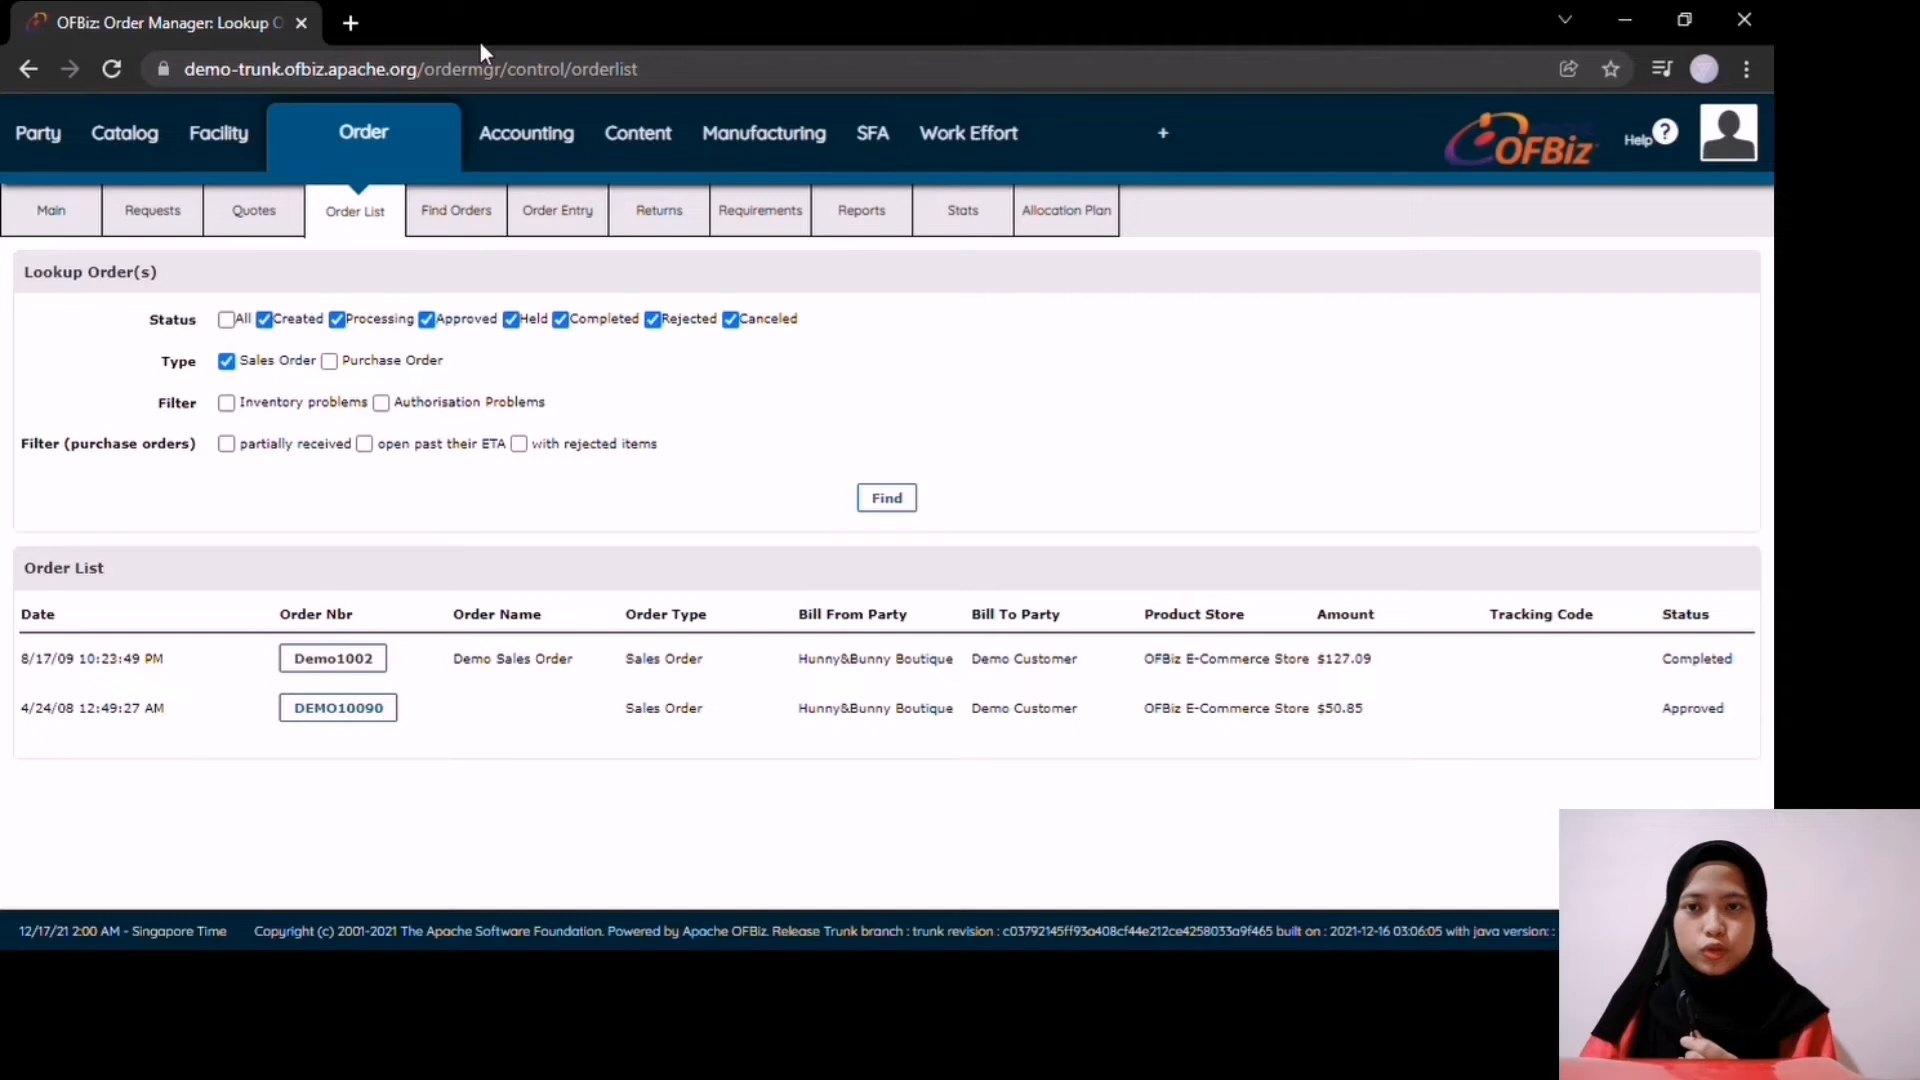 OFBiz: Order Manager: Lookup O
demo-trunk.ofbiz.apache.org/ordermgr/control/orderlist
Party Catalog Facility Order Accounting Content Manufacturing SFA Work Effort + OFBiz Help ?
Main Requests Quotes Order List Find Orders Order Entry Returns Requirements Reports Stats Allocation Plan
Lookup Order(s)
Status All Created Processing Approved Held Completed Rejected Canceled
Type Sales Order Purchase Order
Filter Inventory problems Authorisation Problems
Filter (purchase orders) partially received open past their ETA with rejected items
Find
Order List
Date Order Nbr Order Name Order Type Bill From Party Bill To Party Product Store Amount Tracking Code Status
8/17/09 10:23:49 PM Demo1002 Demo Sales Order Sales Order Hunny&Bunny Boutique Demo Customer OFBiz E-Commerce Store $127.09 Completed
4/24/08 12:49:27 AM DEMO10090 Sales Order Hunny&Bunny Boutique Demo Customer OFBiz E-Commerce Store $50.85 Approved
12/17/21 2:00 AM - Singapore Time Copyright (c) 2001-2021 The Apache Software Foundation. Powered by Apache OFBiz. Release Trunk branch : trunk revision : c03792145ff93a408cf44e212ce4258033a9f465 built on : 2021-12-16 03:06:05 with java version: :